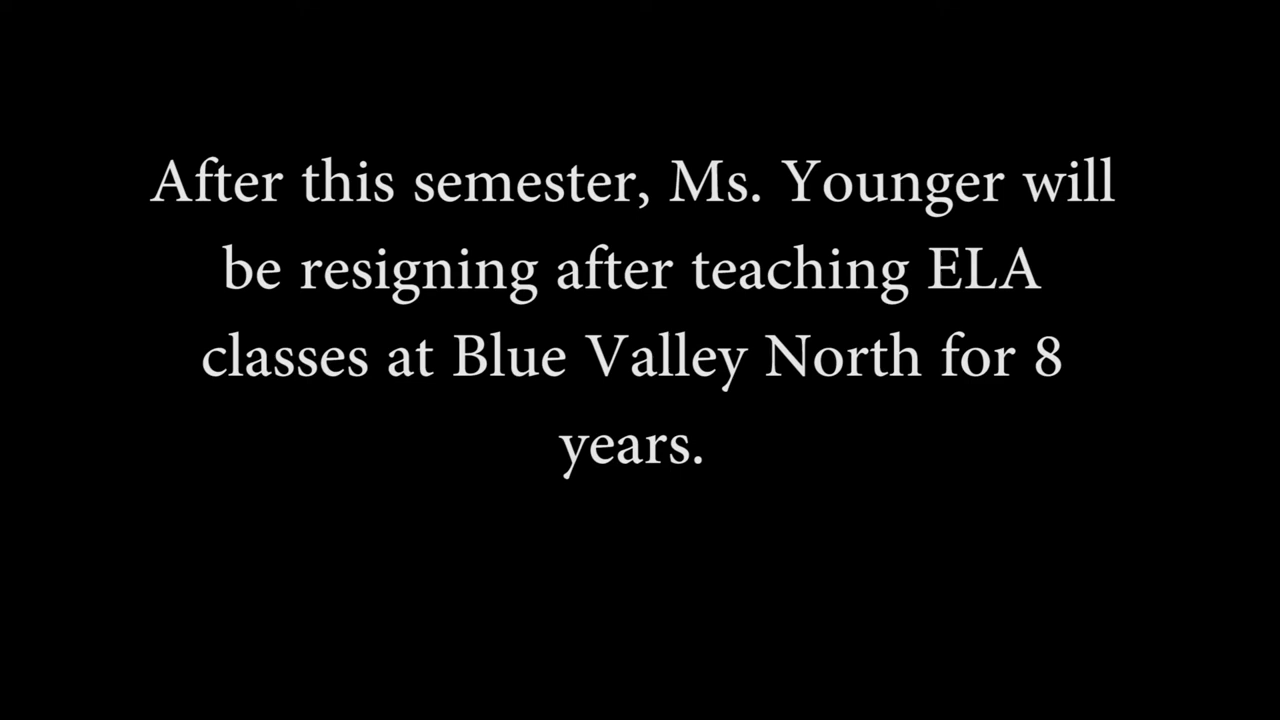 After this semester, Ms. Younger will
be resigning after teaching ELA
classes at Blue Valley North for 8
years.